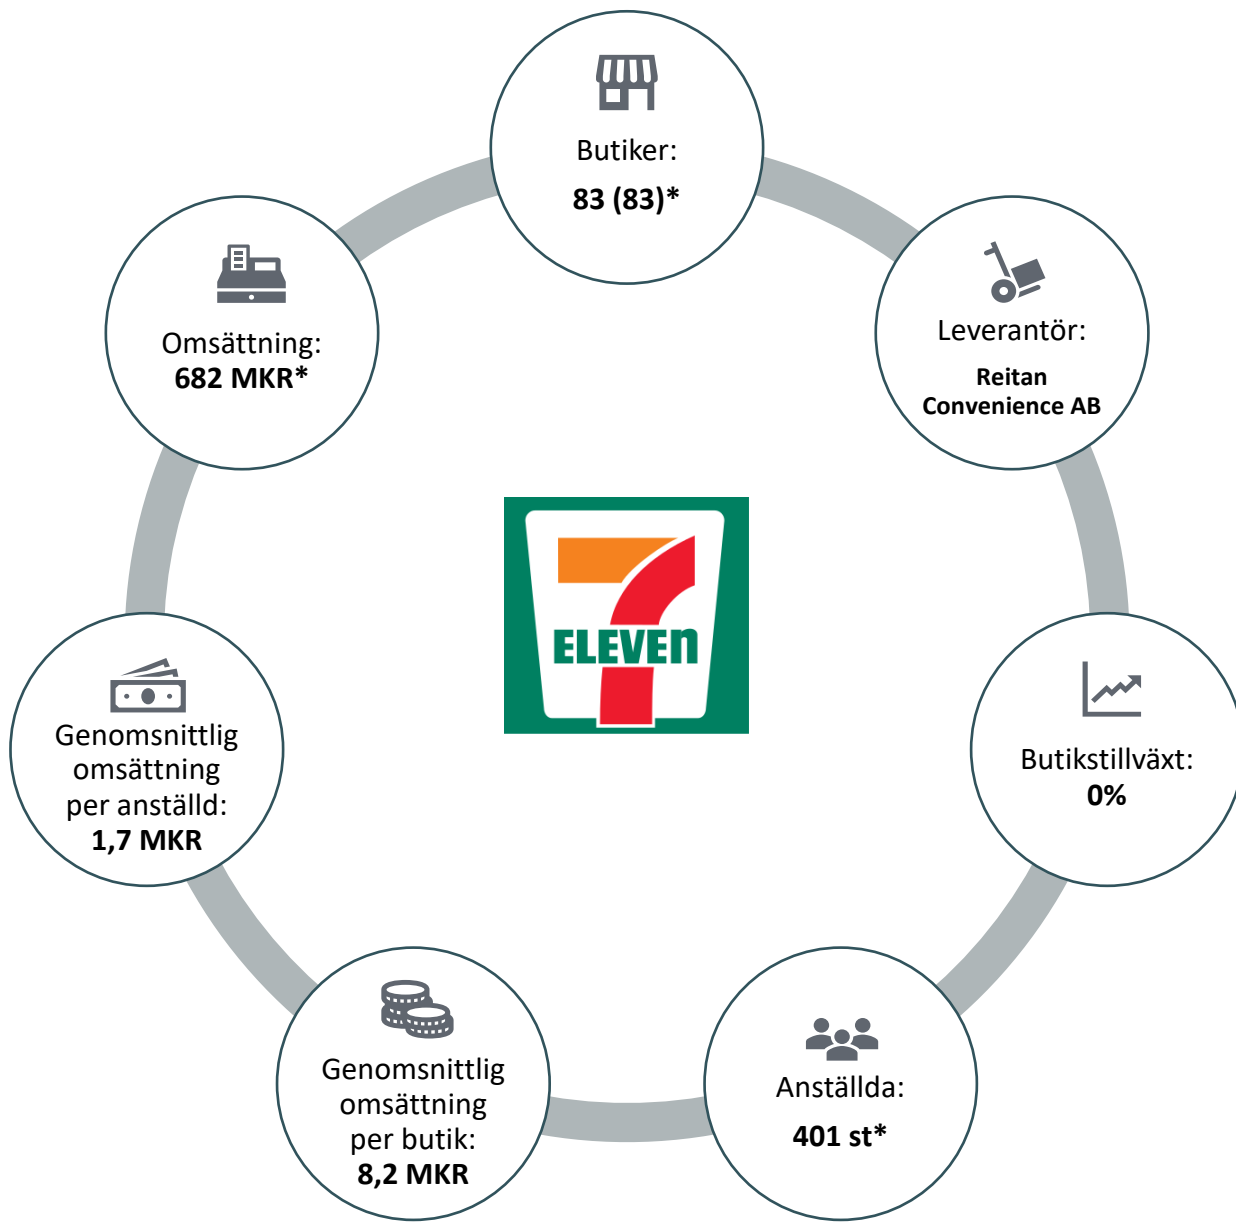 Butiker:
83 (83)*
Leverantör:
Reitan
Convenience AB
Butikstillväxt:
0%
Anställda:
401 st*
Genomsnittlig
omsättning
per butik:
8,2 MKR
Genomsnittlig
omsättning
per anställd:
1,7 MKR
Omsättning:
682 MKR*
7
ELEVEn